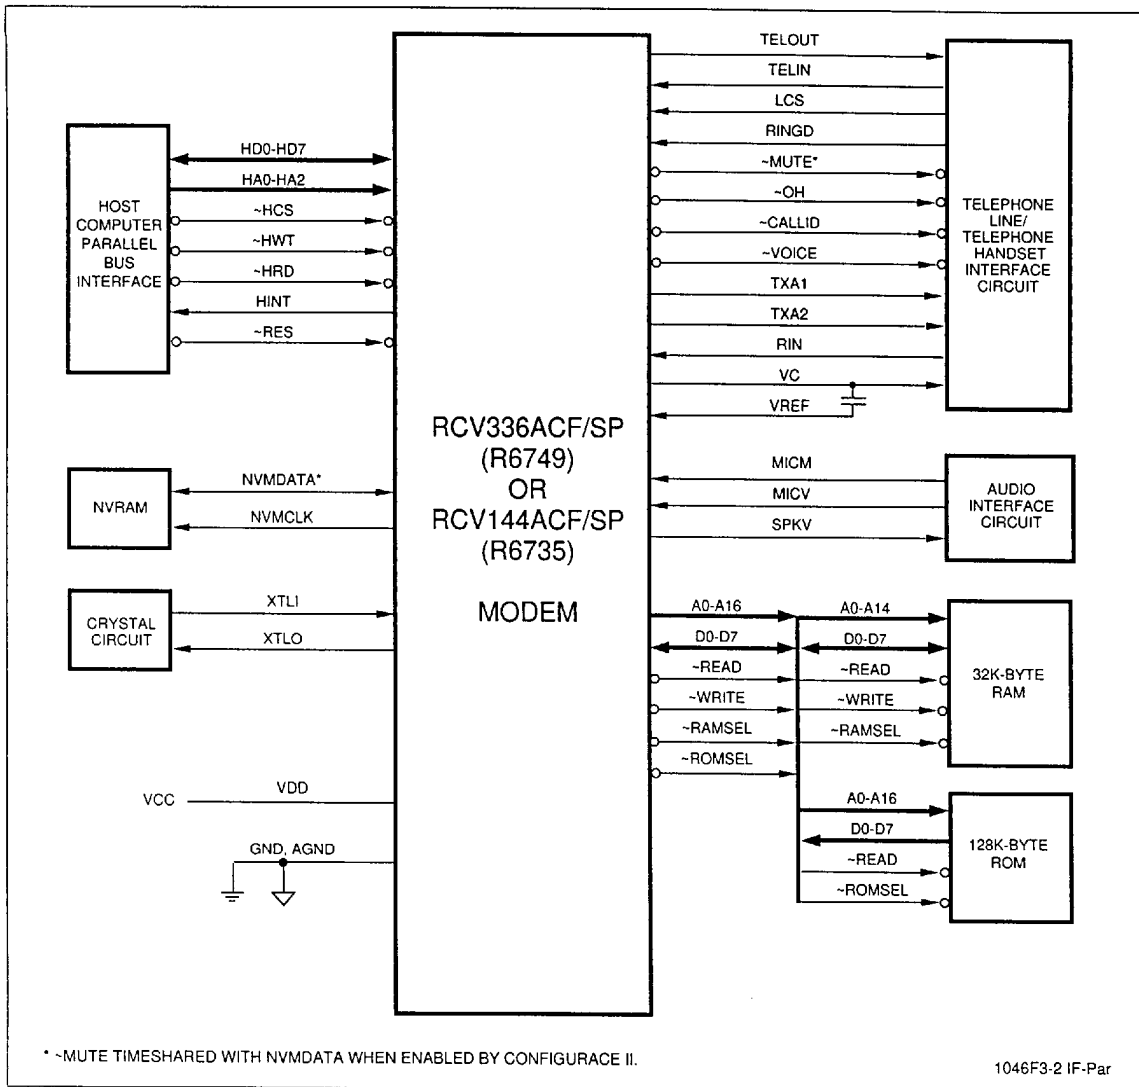 HOST
COMPUTER
PARALLEL
BUS
INTERFACE
HD0-HD7
HA0-HA2
~HCS
~HWT
~HRD
HINT
~RES
NVRAM
NVMDATA*
NVMCLK
CRYSTAL
CIRCUIT
XTLI
XTLO
VCC
VDD
GND, AGND
RCV336ACF/SP
(R6749)
OR
RCV144ACF/SP
(R6735)
MODEM
TELOUT
TELIN
LCS
RINGD
~MUTE*
~OH
~CALLID
~VOICE
TXA1
TXA2
RIN
VC
VREF
TELEPHONE
LINE/
TELEPHONE
HANDSET
INTERFACE
CIRCUIT
MICM
MICV
SPKV
AUDIO
INTERFACE
CIRCUIT
A0-A16
D0-D7
~READ
~WRITE
~RAMSEL
~ROMSEL
A0-A14
D0-D7
~READ
~WRITE
~RAMSEL
32K-BYTE
RAM
A0-A16
D0-D7
~READ
~ROMSEL
128K-BYTE
ROM
* ~MUTE TIMESHARED WITH NVMDATA WHEN ENABLED BY CONFIGURACE II.
1046F3-2 IF-Par